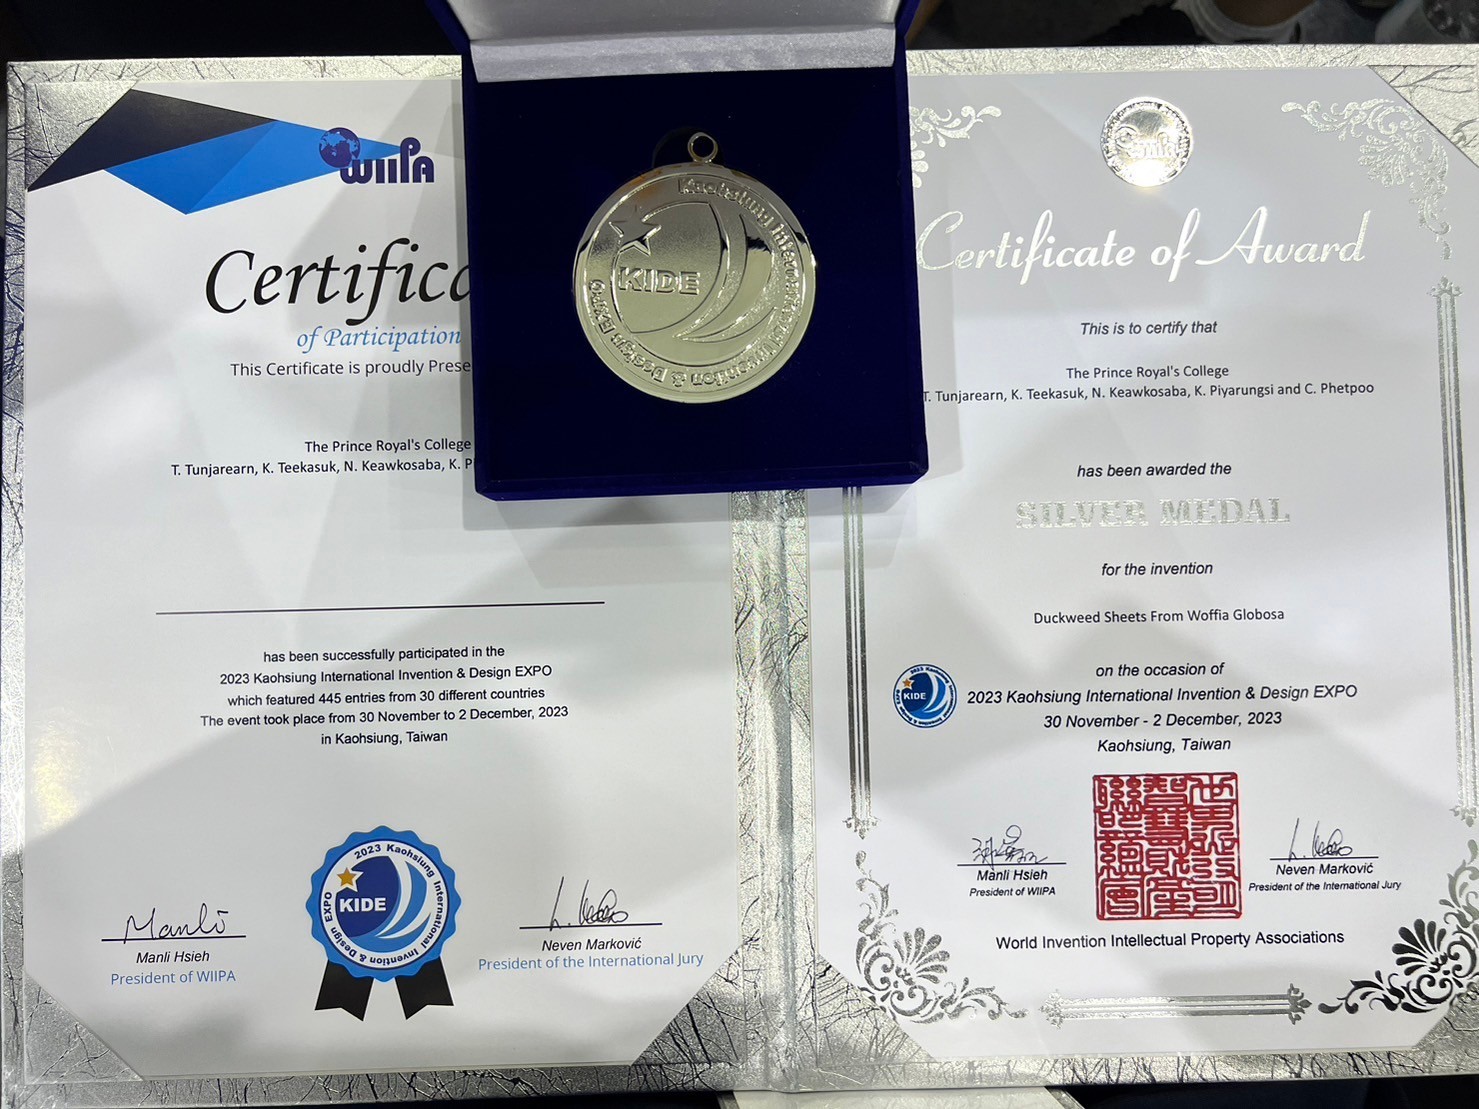 WIIPA
Certific
of Participation
This Certificate is proudly Prese
The Prince Royal's College
T. Tunjarearn, K. Teekasuk, N. Keawkosaba, K. P
has been successfully participated in the
2023 Kaohsiung International Invention & Design EXPO
which featured 445 entries from 30 different countries
The event took place from 30 November to 2 December, 2023
in Kaohsiung, Taiwan
Manli
Manli Hsieh
President of WIIPA
2023 Kaohsiung International Invention & Design EXPO
KIDE
Neven Marković
President of the International Jury
Kaohsiung International Invention & Design EXPO
KIDE
Certificate of Award
This is to certify that
The Prince Royal's College
T. Tunjarearn, K. Teekasuk, N. Keawkosaba, K. Piyarungsi and C. Phetpoo
has been awarded the
SILVER MEDAL
for the invention
Duckweed Sheets From Woffia Globosa
on the occasion of
KIDE
2023 Kaohsiung International Invention & Design EXPO
30 November - 2 December, 2023
Kaohsiung, Taiwan
Manli Hsieh
President of WIIPA
Neven Marković
President of the International Jury
World Invention Intellectual Property Associations